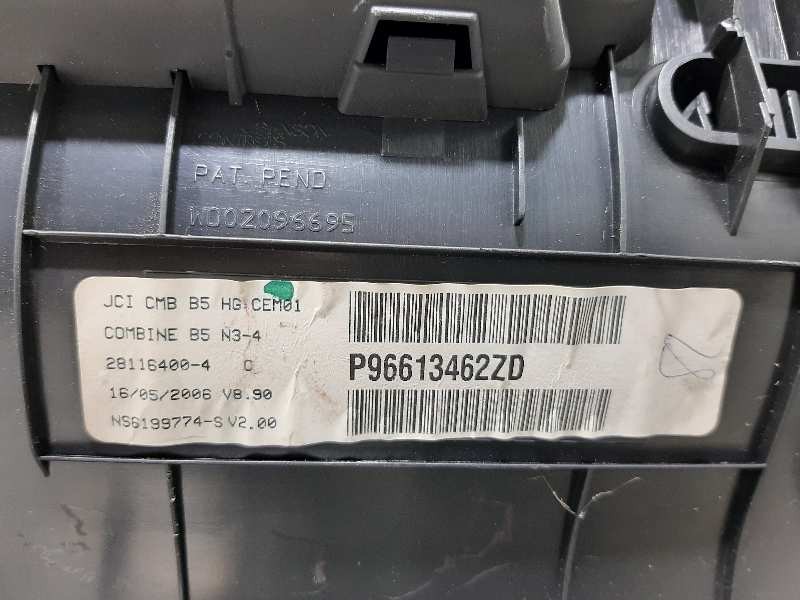 PAT. PEND
WO02096695
JCI CMB B5 HG.CEM01
COMBINE B5 N3-4
28116400-4 C
16/05/2006 V8.90
NS6199774-S V2.00
P96613462ZD